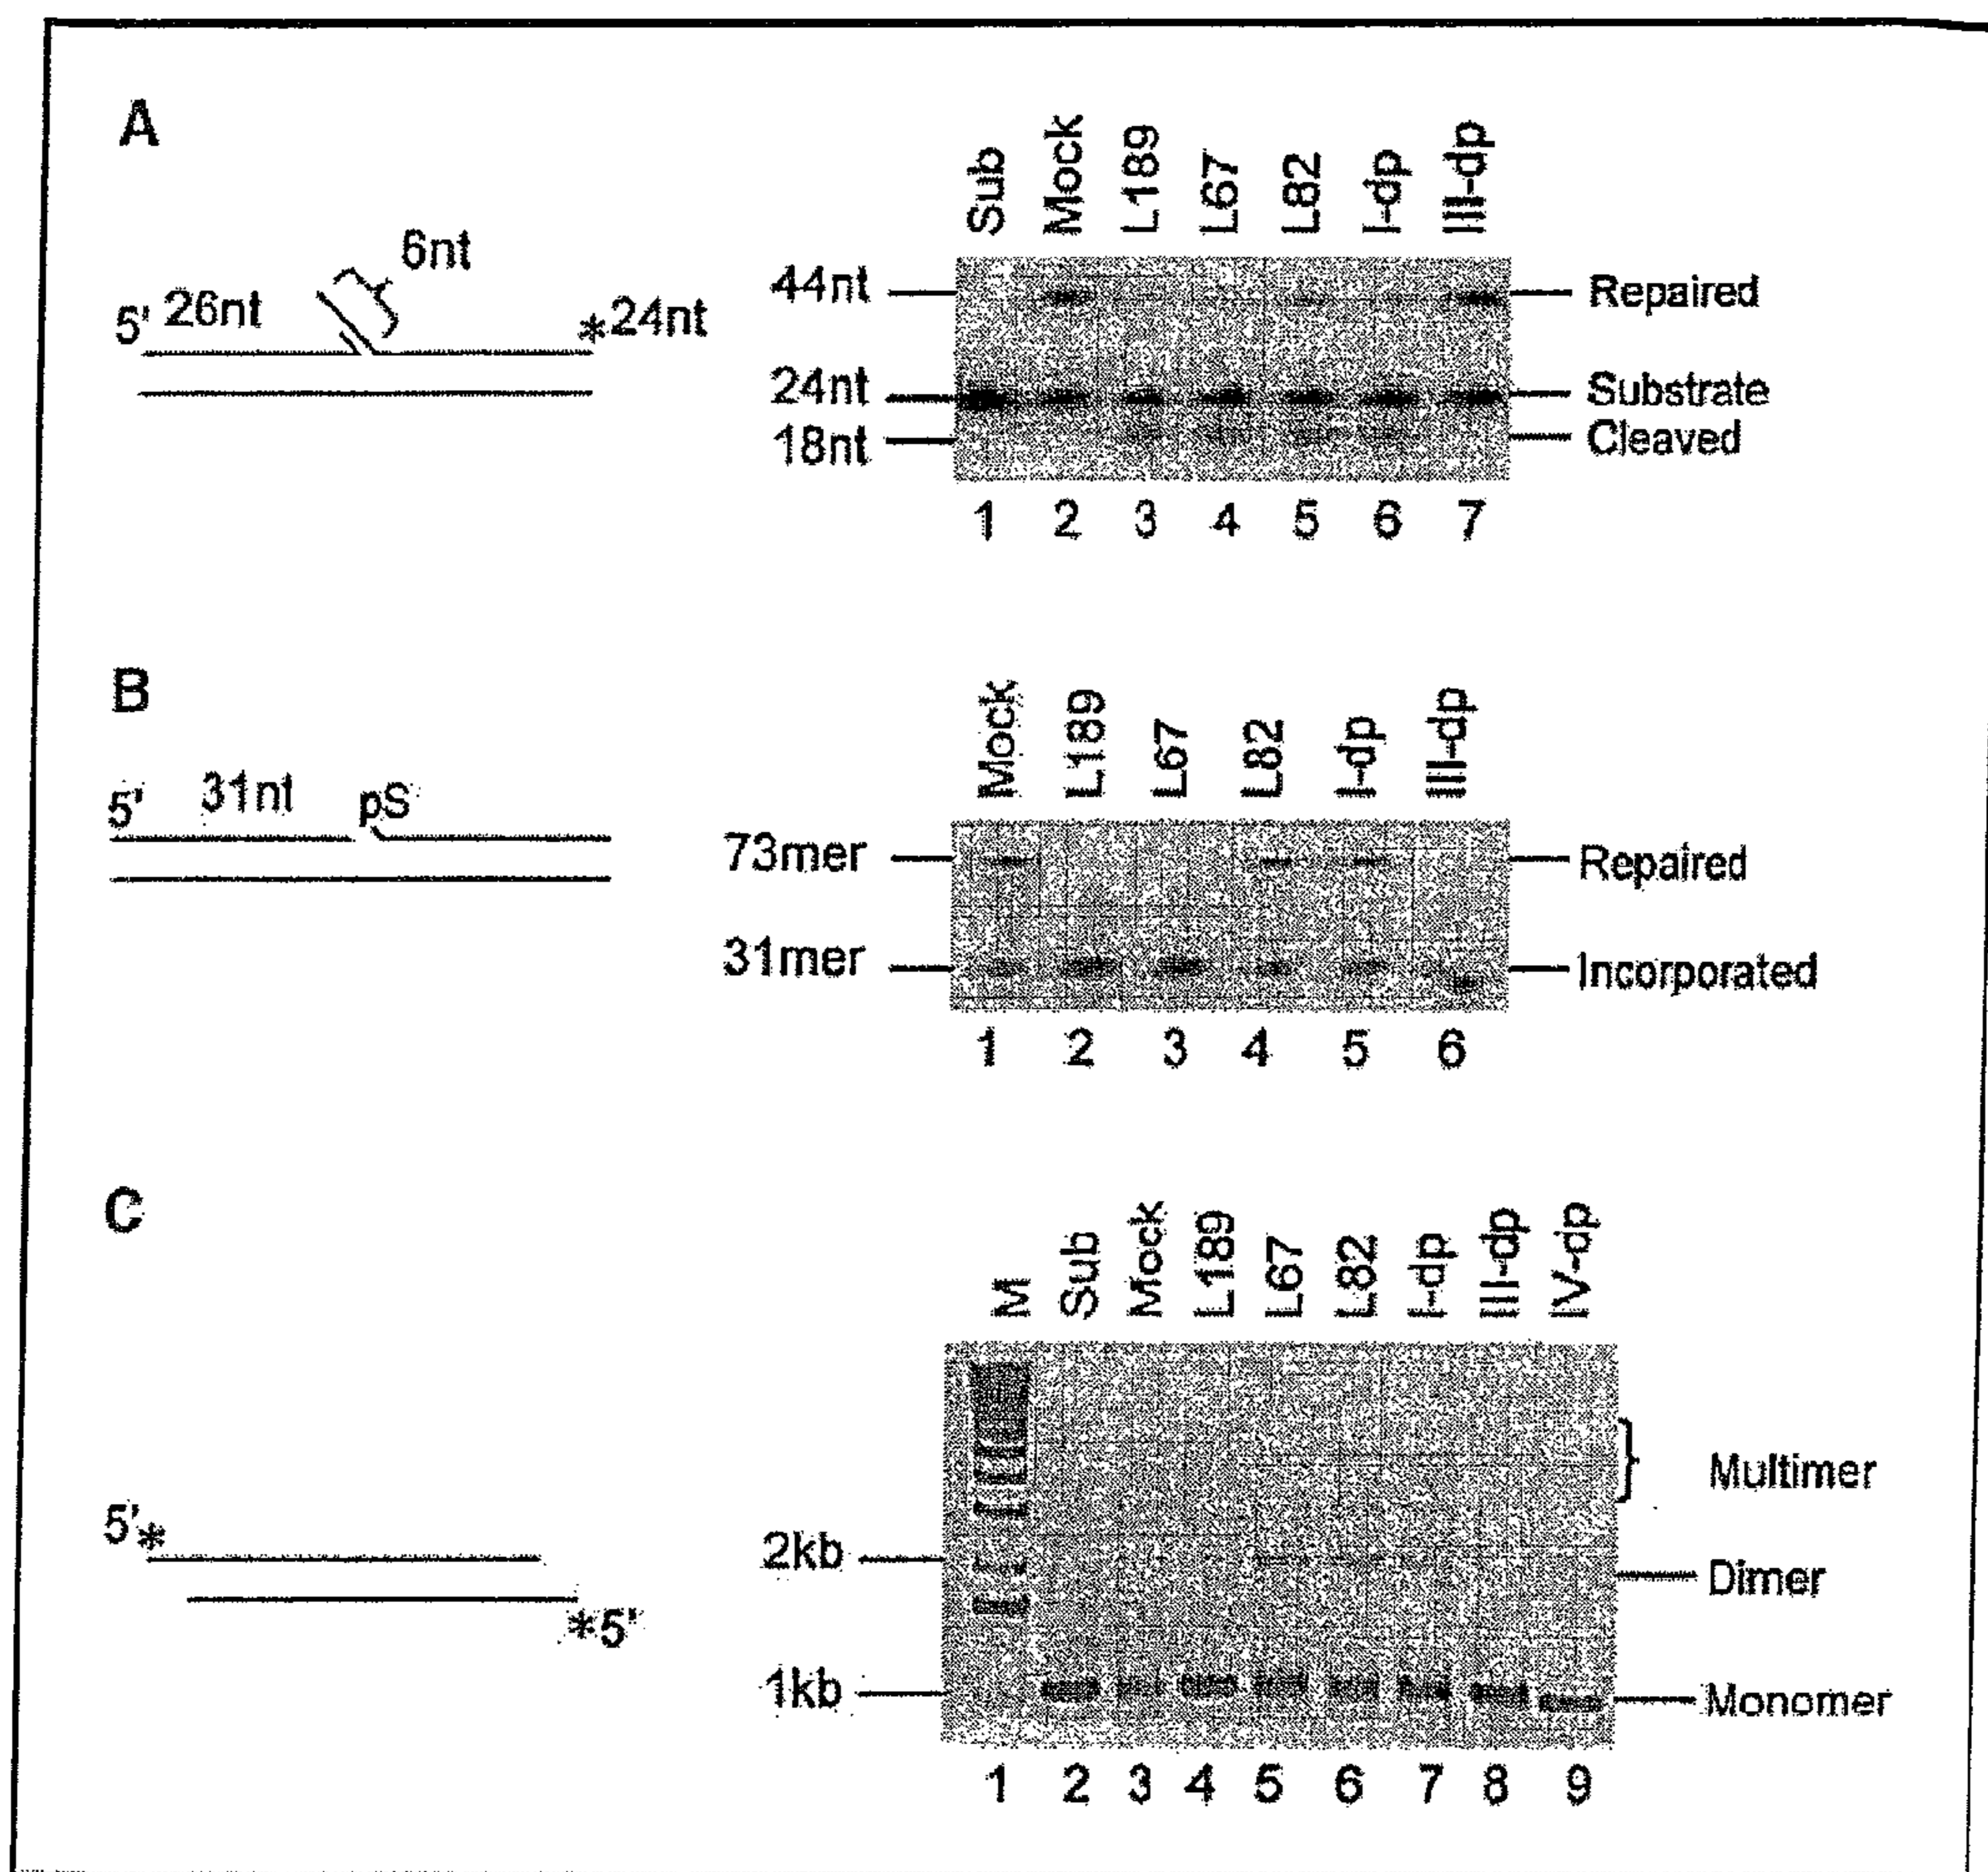 A
Sub Mock L189 L67 L82 I-dp III-dp
6nt
5' 26nt *24nt
44nt Repaired
24nt Substrate
18nt Cleaved
1 2 3 4 5 6 7
B
Mock L189 L67 L82 I-dp III-dp
5' 31nt pS
73mer Repaired
31mer Incorporated
1 2 3 4 5 6
C
M Sub Mock L189 L67 L82 I-dp III-dp IV-dp
Multimer
5'*
2kb Dimer
*5'
1kb Monomer
1 2 3 4 5 6 7 8 9